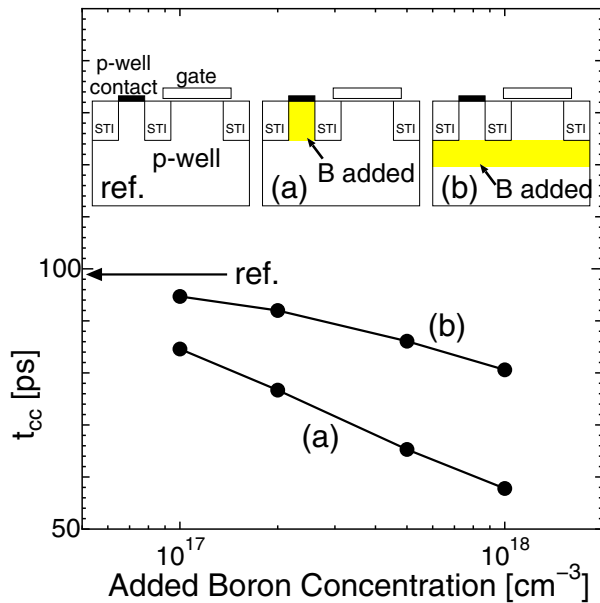 p-well
contact
gate
STI STI STI
p-well
ref.
STI STI STI
B added
(a)
STI STI STI
B added
(b)
100
ref.
(b)
(a)
50
t_cc [ps]
10^17
10^18
Added Boron Concentration [cm^−3]